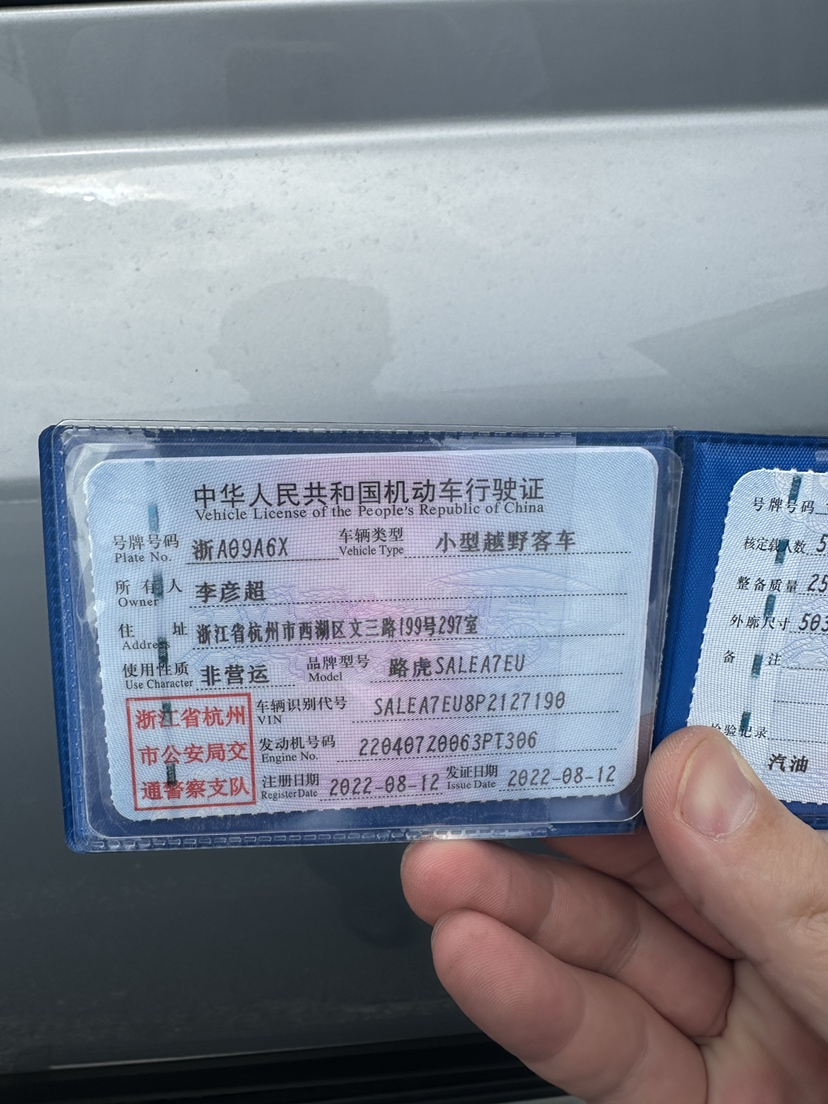 中华人民共和国机动车行驶证
Vehicle License of the People's Republic of China
号牌号码 浙A09A6X 车辆类型 小型越野客车
Plate No. Vehicle Type
所有人 李彦超
Owner
住址 浙江省杭州市西湖区文三路199号297室
Address
使用性质 非营运 品牌型号 路虎SALEA7EU
Use Character Model
浙江省杭州
市公安局交
通警察支队
车辆识别代号 SALEA7EU8P2127190
VIN
发动机号码 220407Z0063PT306
Engine No.
注册日期 2022-08-12 发证日期 2022-08-12
Register Date Issue Date
号牌号码
核定载人数 5
整备质量 25
外廓尺寸 503
备注
检验记录
汽油